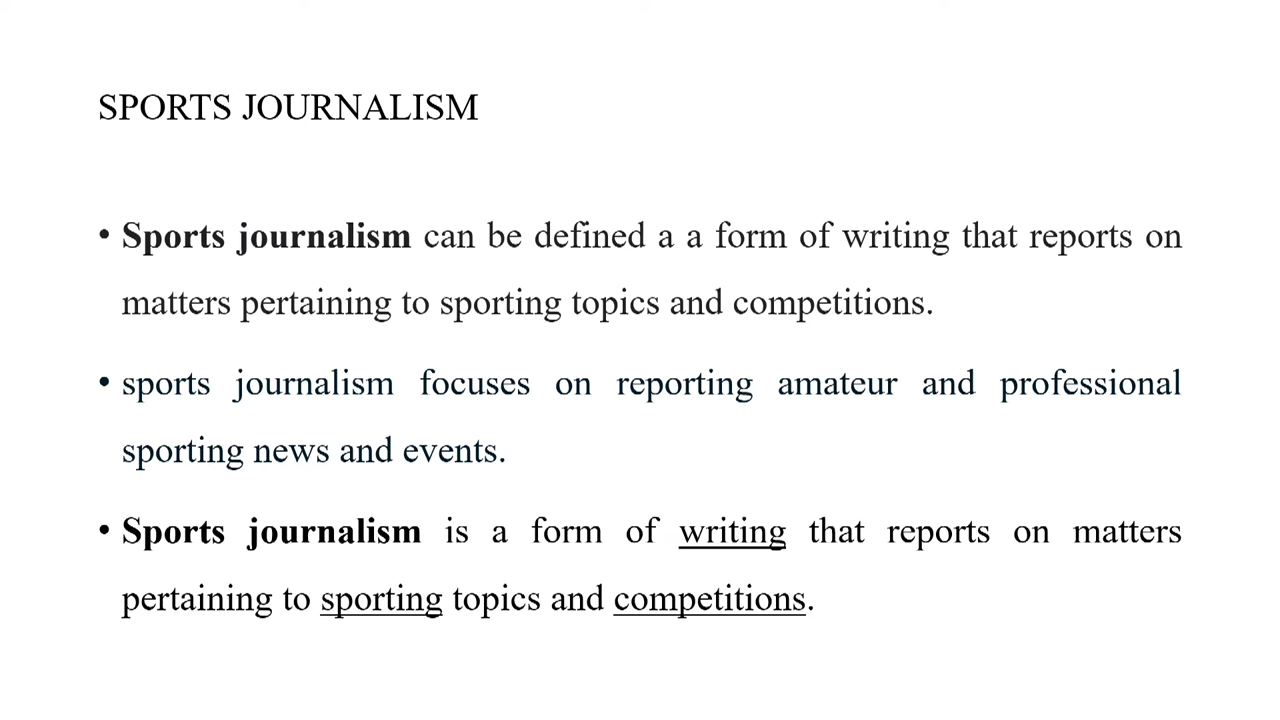 SPORTS JOURNALISM
• Sports journalism can be defined a a form of writing that reports on
matters pertaining to sporting topics and competitions.
• sports journalism focuses on reporting amateur and professional
sporting news and events.
• Sports journalism is a form of writing that reports on matters
pertaining to sporting topics and competitions.